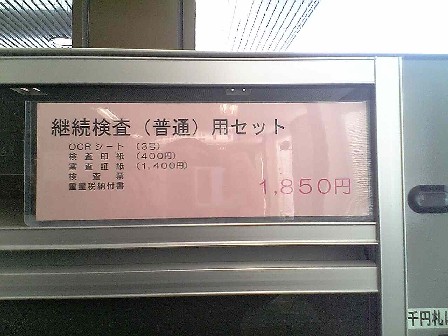 継続検査（普通）用セット
OCRシート（3号）
検査印紙（400円）
審査証紙（1,400円）
検査票
重量税納付書
1,850円
千円札